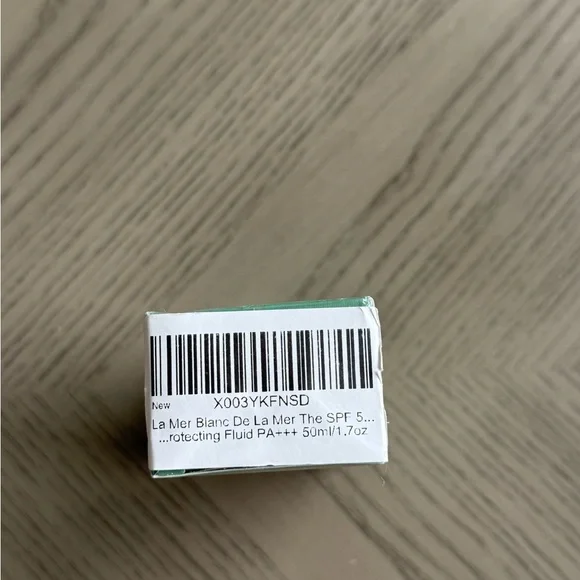 X003YKFNSD
New
La Mer Blanc De La Mer The SPF 5...
...rotecting Fluid PA+++ 50ml/1.7oz